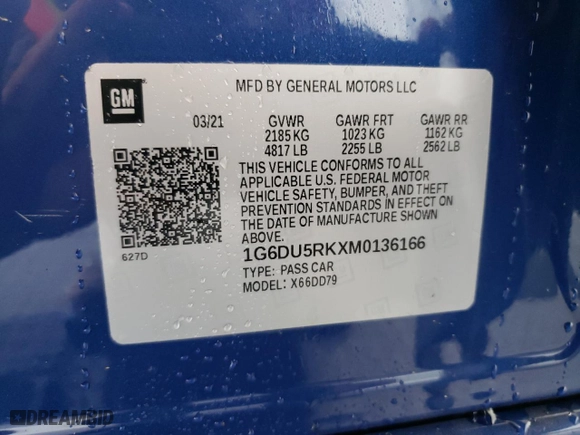 GM
MFD BY GENERAL MOTORS LLC
03/21 GVWR GAWR FRT GAWR RR
2185 KG 1023 KG 1162 KG
4817 LB 2255 LB 2562 LB
THIS VEHICLE CONFORMS TO ALL
APPLICABLE U.S. FEDERAL MOTOR
VEHICLE SAFETY, BUMPER, AND THEFT
PREVENTION STANDARDS IN EFFECT ON
THE DATE OF MANUFACTURE SHOWN
ABOVE.
627D
1G6DU5RKXM0136166
TYPE: PASS CAR
MODEL: X66DD79
DREAMBID